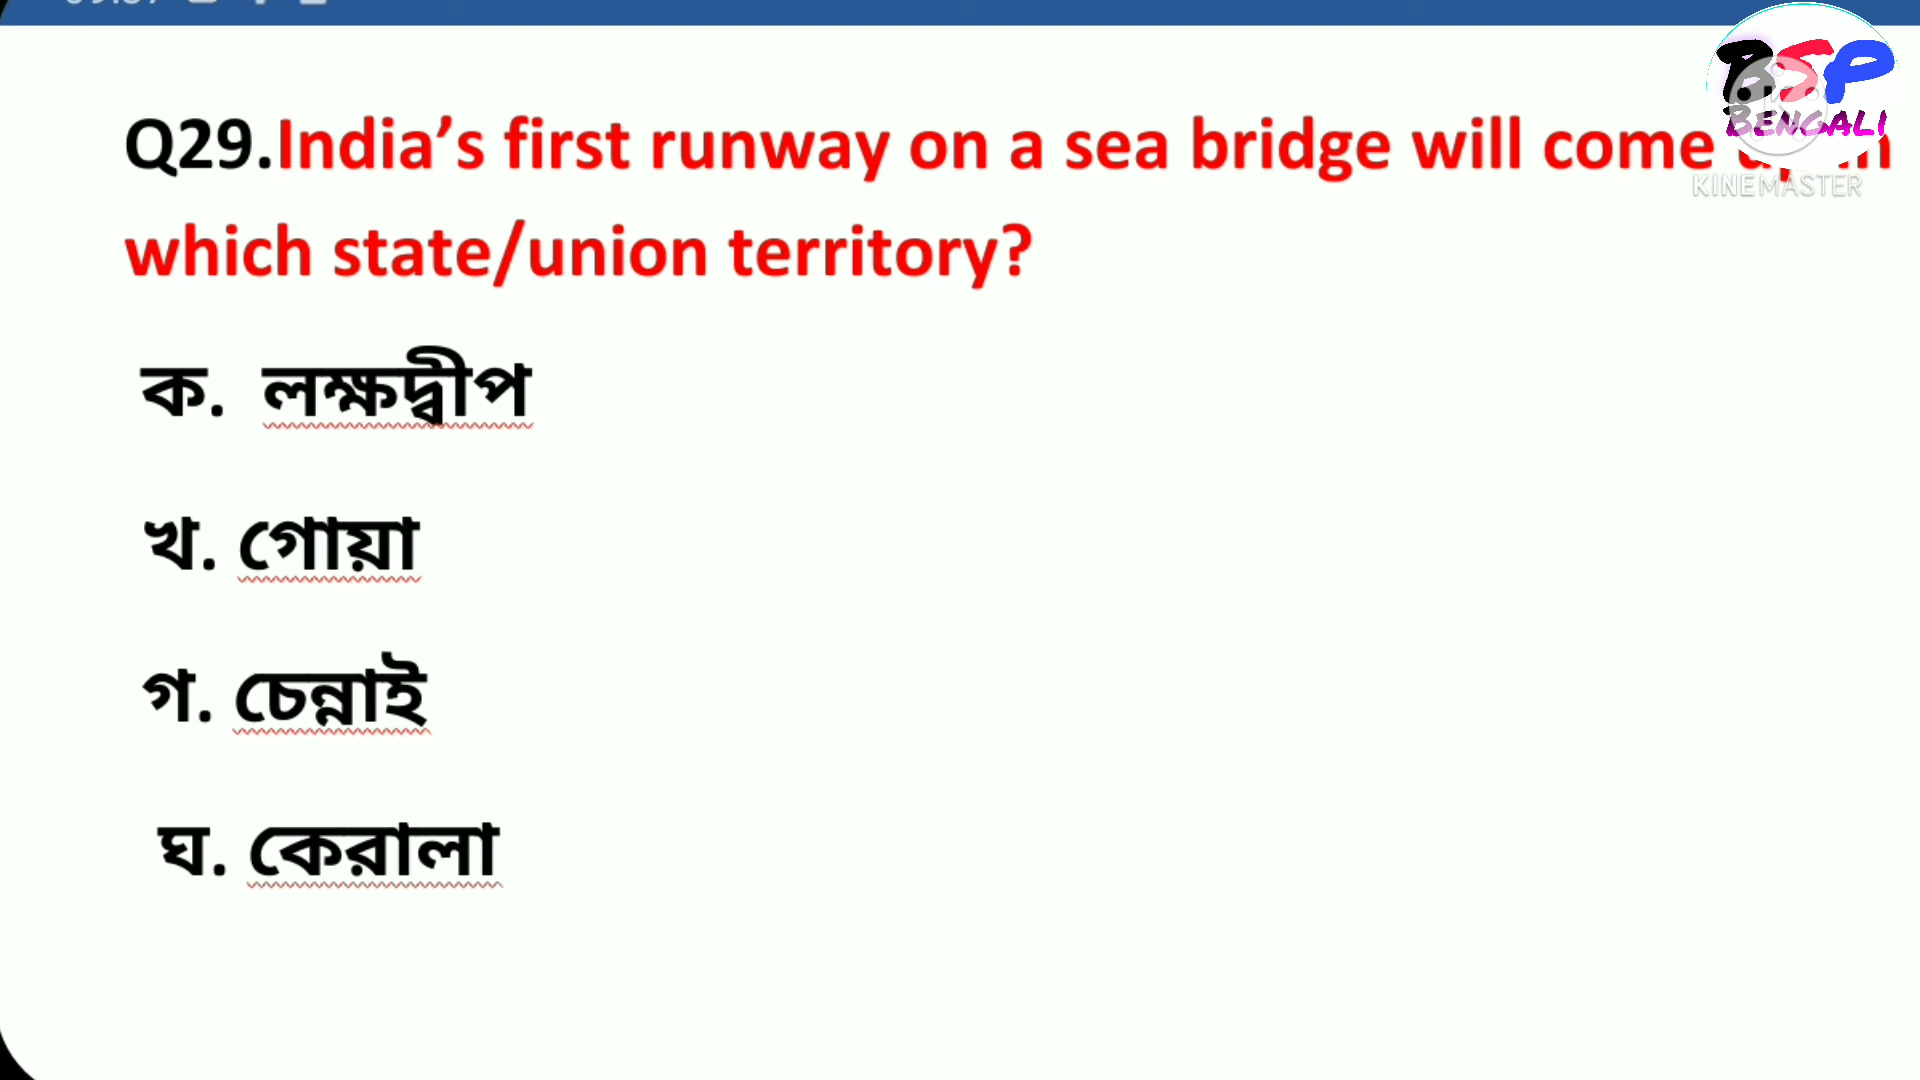 BSP
BENGALI
Q29.India’s first runway on a sea bridge will come
KINEMASTER
which state/union territory?
ক. লক্ষদ্বীপ
খ. গোয়া
গ. চেন্নাই
ঘ. কেরালা